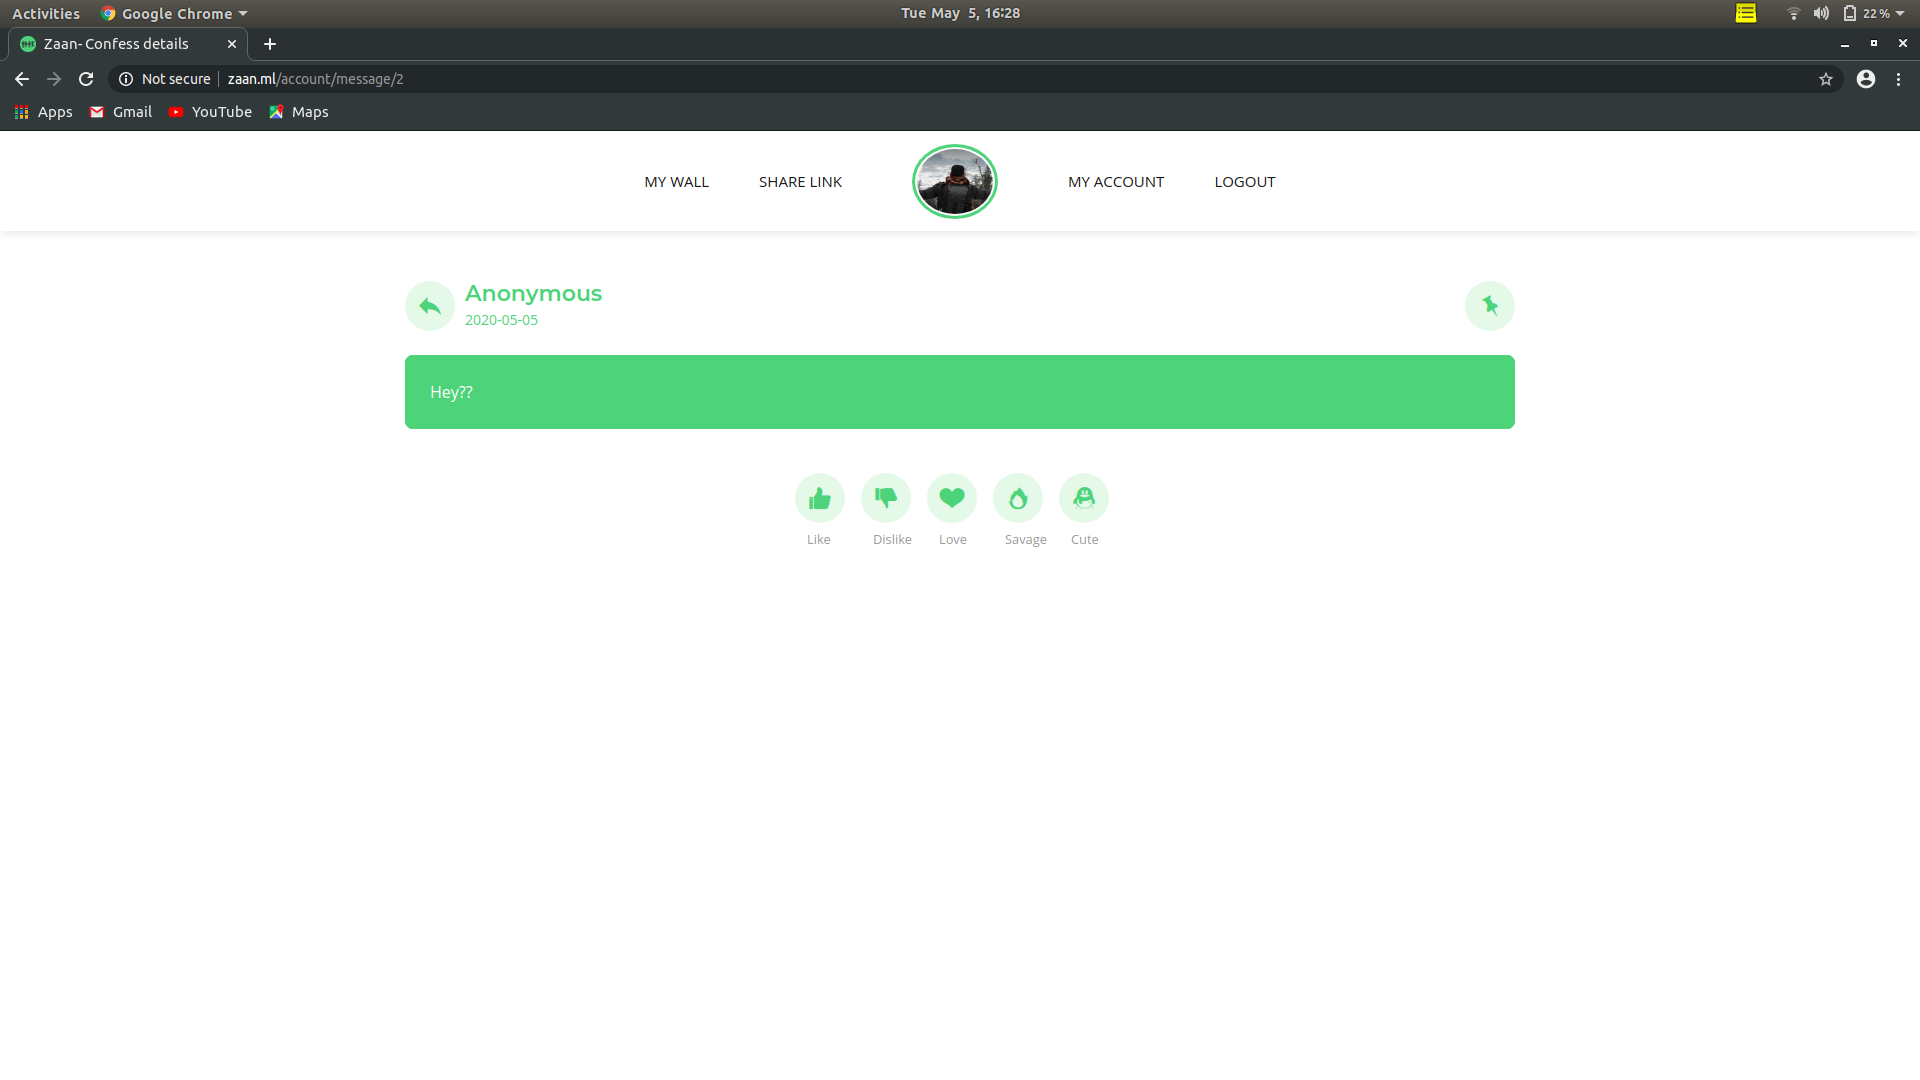 Activities Google Chrome Tue May 5, 16:28 22%
Zaan- Confess details
Not secure zaan.ml/account/message/2
Apps Gmail YouTube Maps
MY WALL SHARE LINK MY ACCOUNT LOGOUT
Anonymous
2020-05-05
Hey??
Like Dislike Love Savage Cute